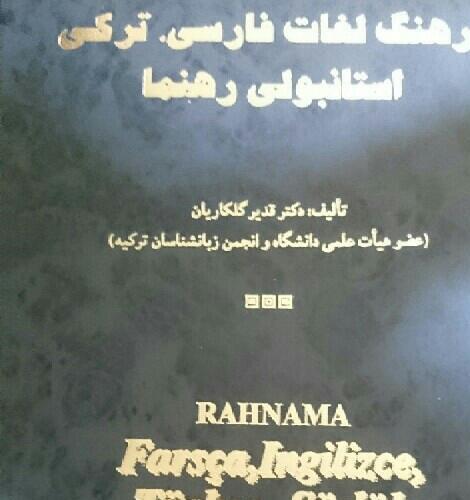 رهنگ لغات فارسی. ترکی
استانبولی رهنما
تألیف: دکتر قدیر گلکاریان
(عضو هیأت علمی دانشگاه و انجمن زبانشناسان ترکیه)
RAHNAMA
Farsça, Ingilizce,